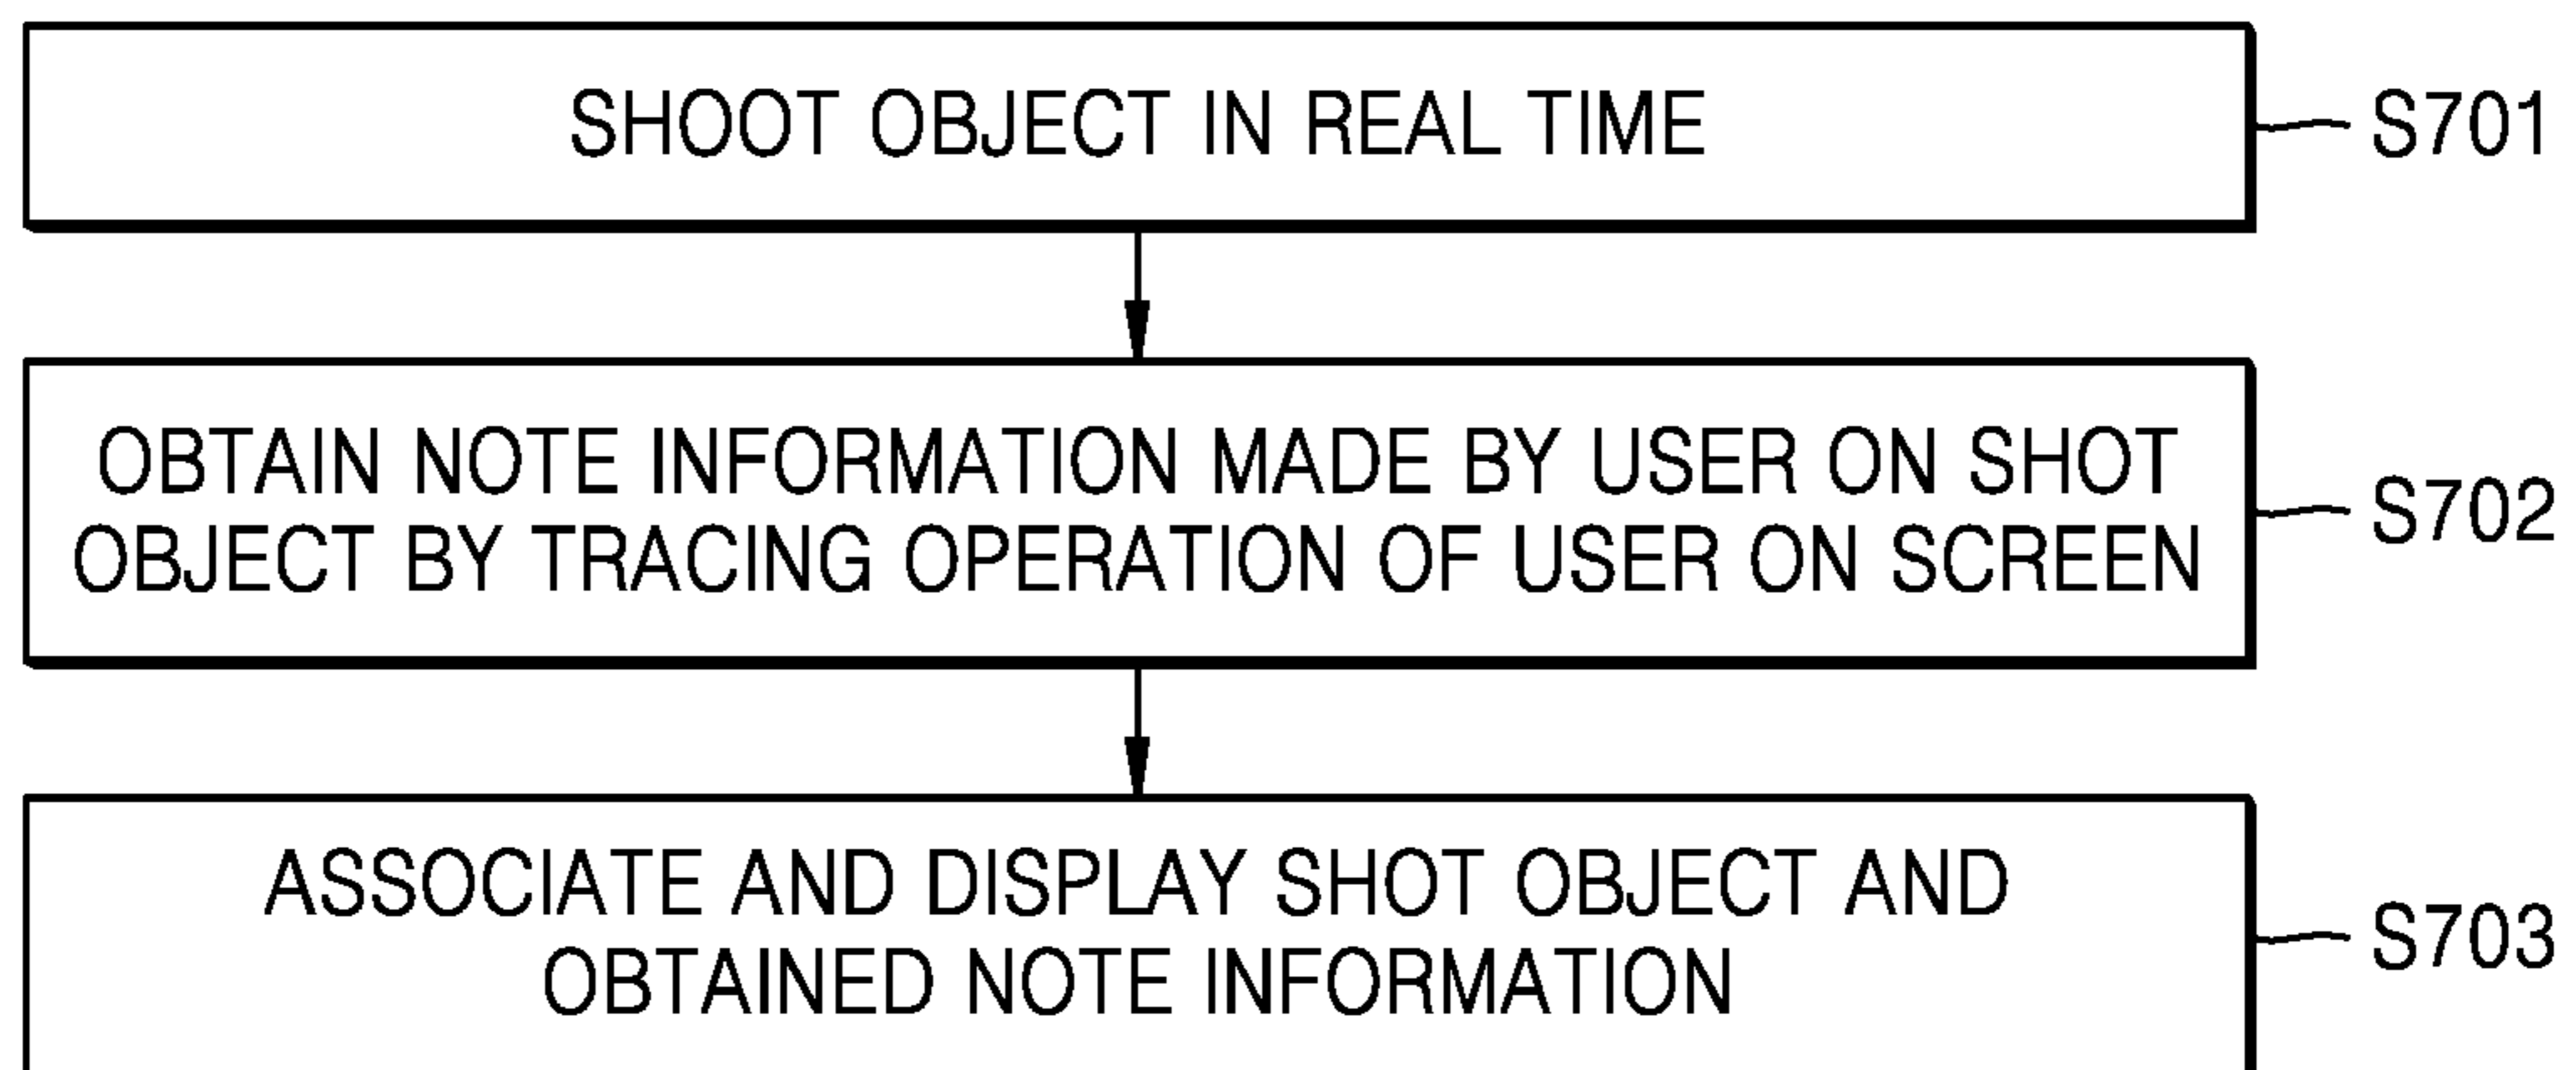 SHOOT OBJECT IN REAL TIME
S701
OBTAIN NOTE INFORMATION MADE BY USER ON SHOT
OBJECT BY TRACING OPERATION OF USER ON SCREEN
S702
ASSOCIATE AND DISPLAY SHOT OBJECT AND
OBTAINED NOTE INFORMATION
S703